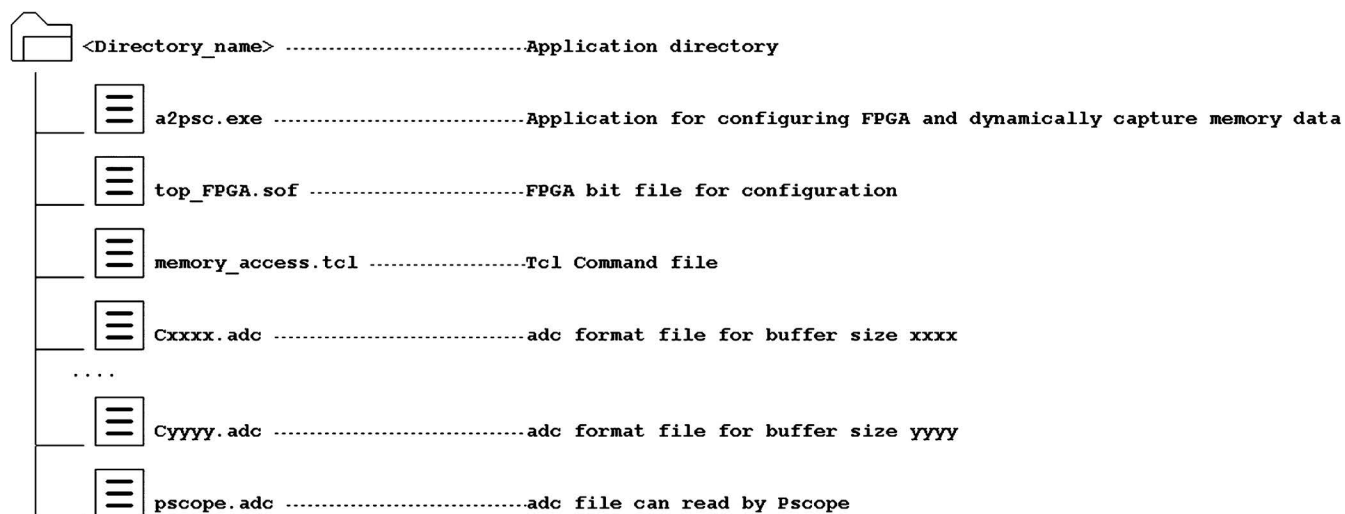 <Directory_name> ..............................Application directory
a2psc.exe ...............................Application for configuring FPGA and dynamically capture memory data
top_FPGA.sof ...........................FPGA bit file for configuration
memory_access.tcl ....................Tcl Command file
Cxxxx.adc ...............................adc format file for buffer size xxxx
....
Cyyyy.adc ...............................adc format file for buffer size yyyy
pscope.adc ..............................adc file can read by Pscope